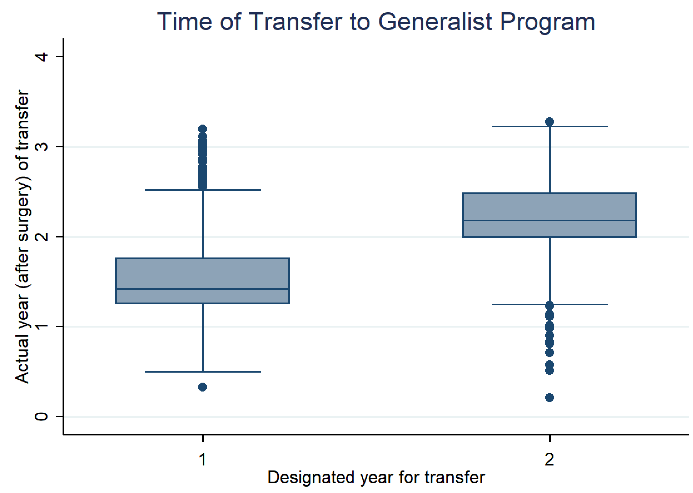 Time of Transfer to Generalist Program
Actual year (after surgery) of transfer
4
3
2
1
0
1
2
Designated year for transfer